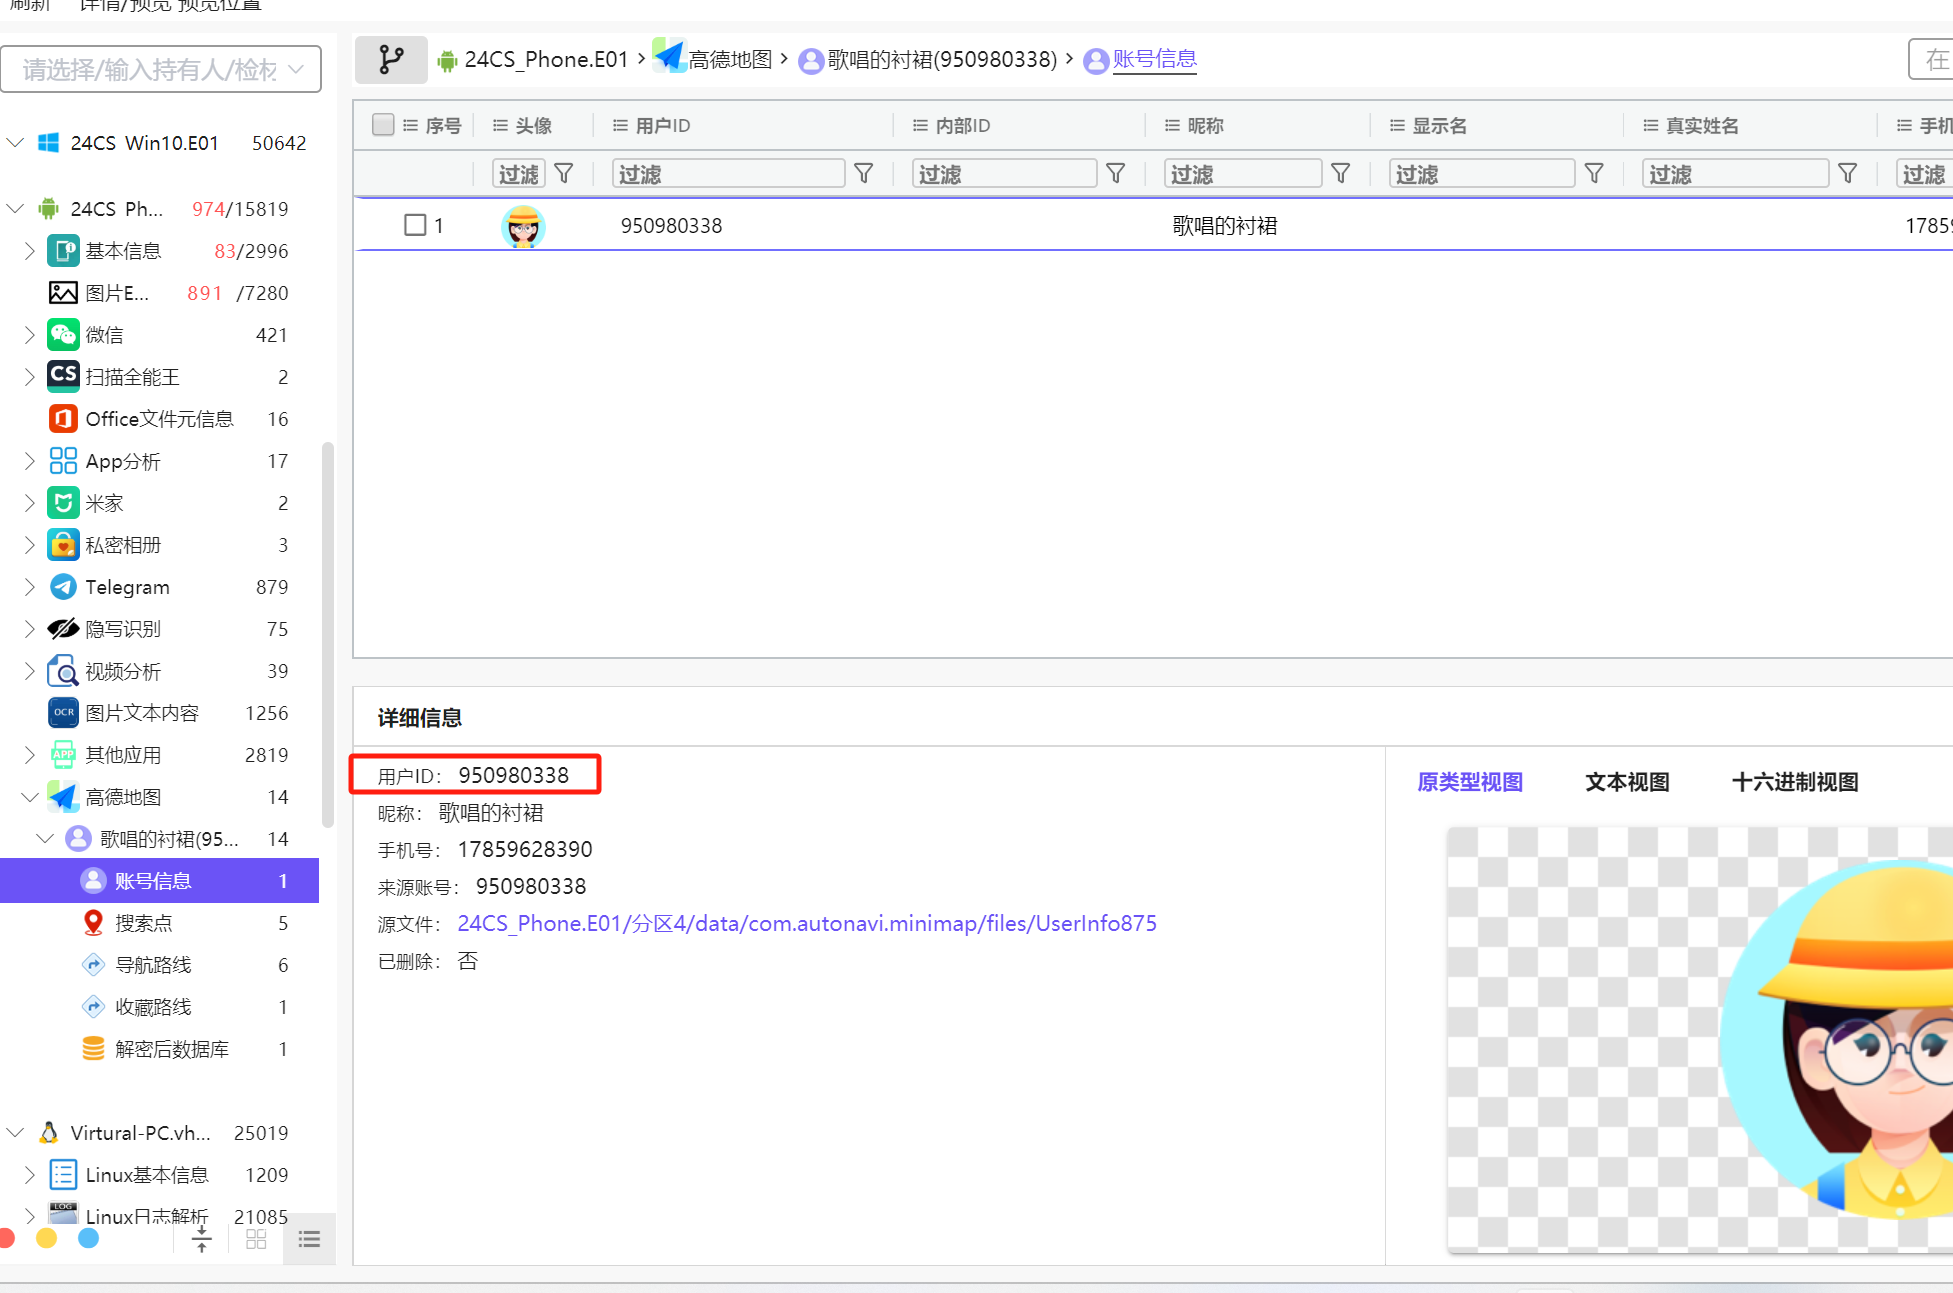 刷新 详情/预览 预览位置
请选择/输入持有人/检材
24CS_Phone.E01 高德地图 歌唱的衬裙(950980338) 账号信息
在
序号 头像 用户ID 内部ID 昵称 显示名 真实姓名 手机
过滤 过滤 过滤 过滤 过滤 过滤 过滤
1 950980338 歌唱的衬裙 17859
24CS Win10.E01 50642
24CS Ph... 974/15819
基本信息 83/2996
图片E... 891 /7280
微信 421
CS 扫描全能王 2
Office文件元信息 16
App分析 17
米家 2
私密相册 3
Telegram 879
隐写识别 75
视频分析 39
OCR 图片文本内容 1256
APP 其他应用 2819
高德地图 14
歌唱的衬裙(95... 14
账号信息 1
搜索点 5
导航路线 6
收藏路线 1
解密后数据库 1
Virtural-PC.vh... 25019
Linux基本信息 1209
LOG Linux日志解析 21085
详细信息
用户ID： 950980338
昵称： 歌唱的衬裙
手机号： 17859628390
来源账号： 950980338
源文件： 24CS_Phone.E01/分区4/data/com.autonavi.minimap/files/UserInfo875
已删除： 否
原类型视图 文本视图 十六进制视图